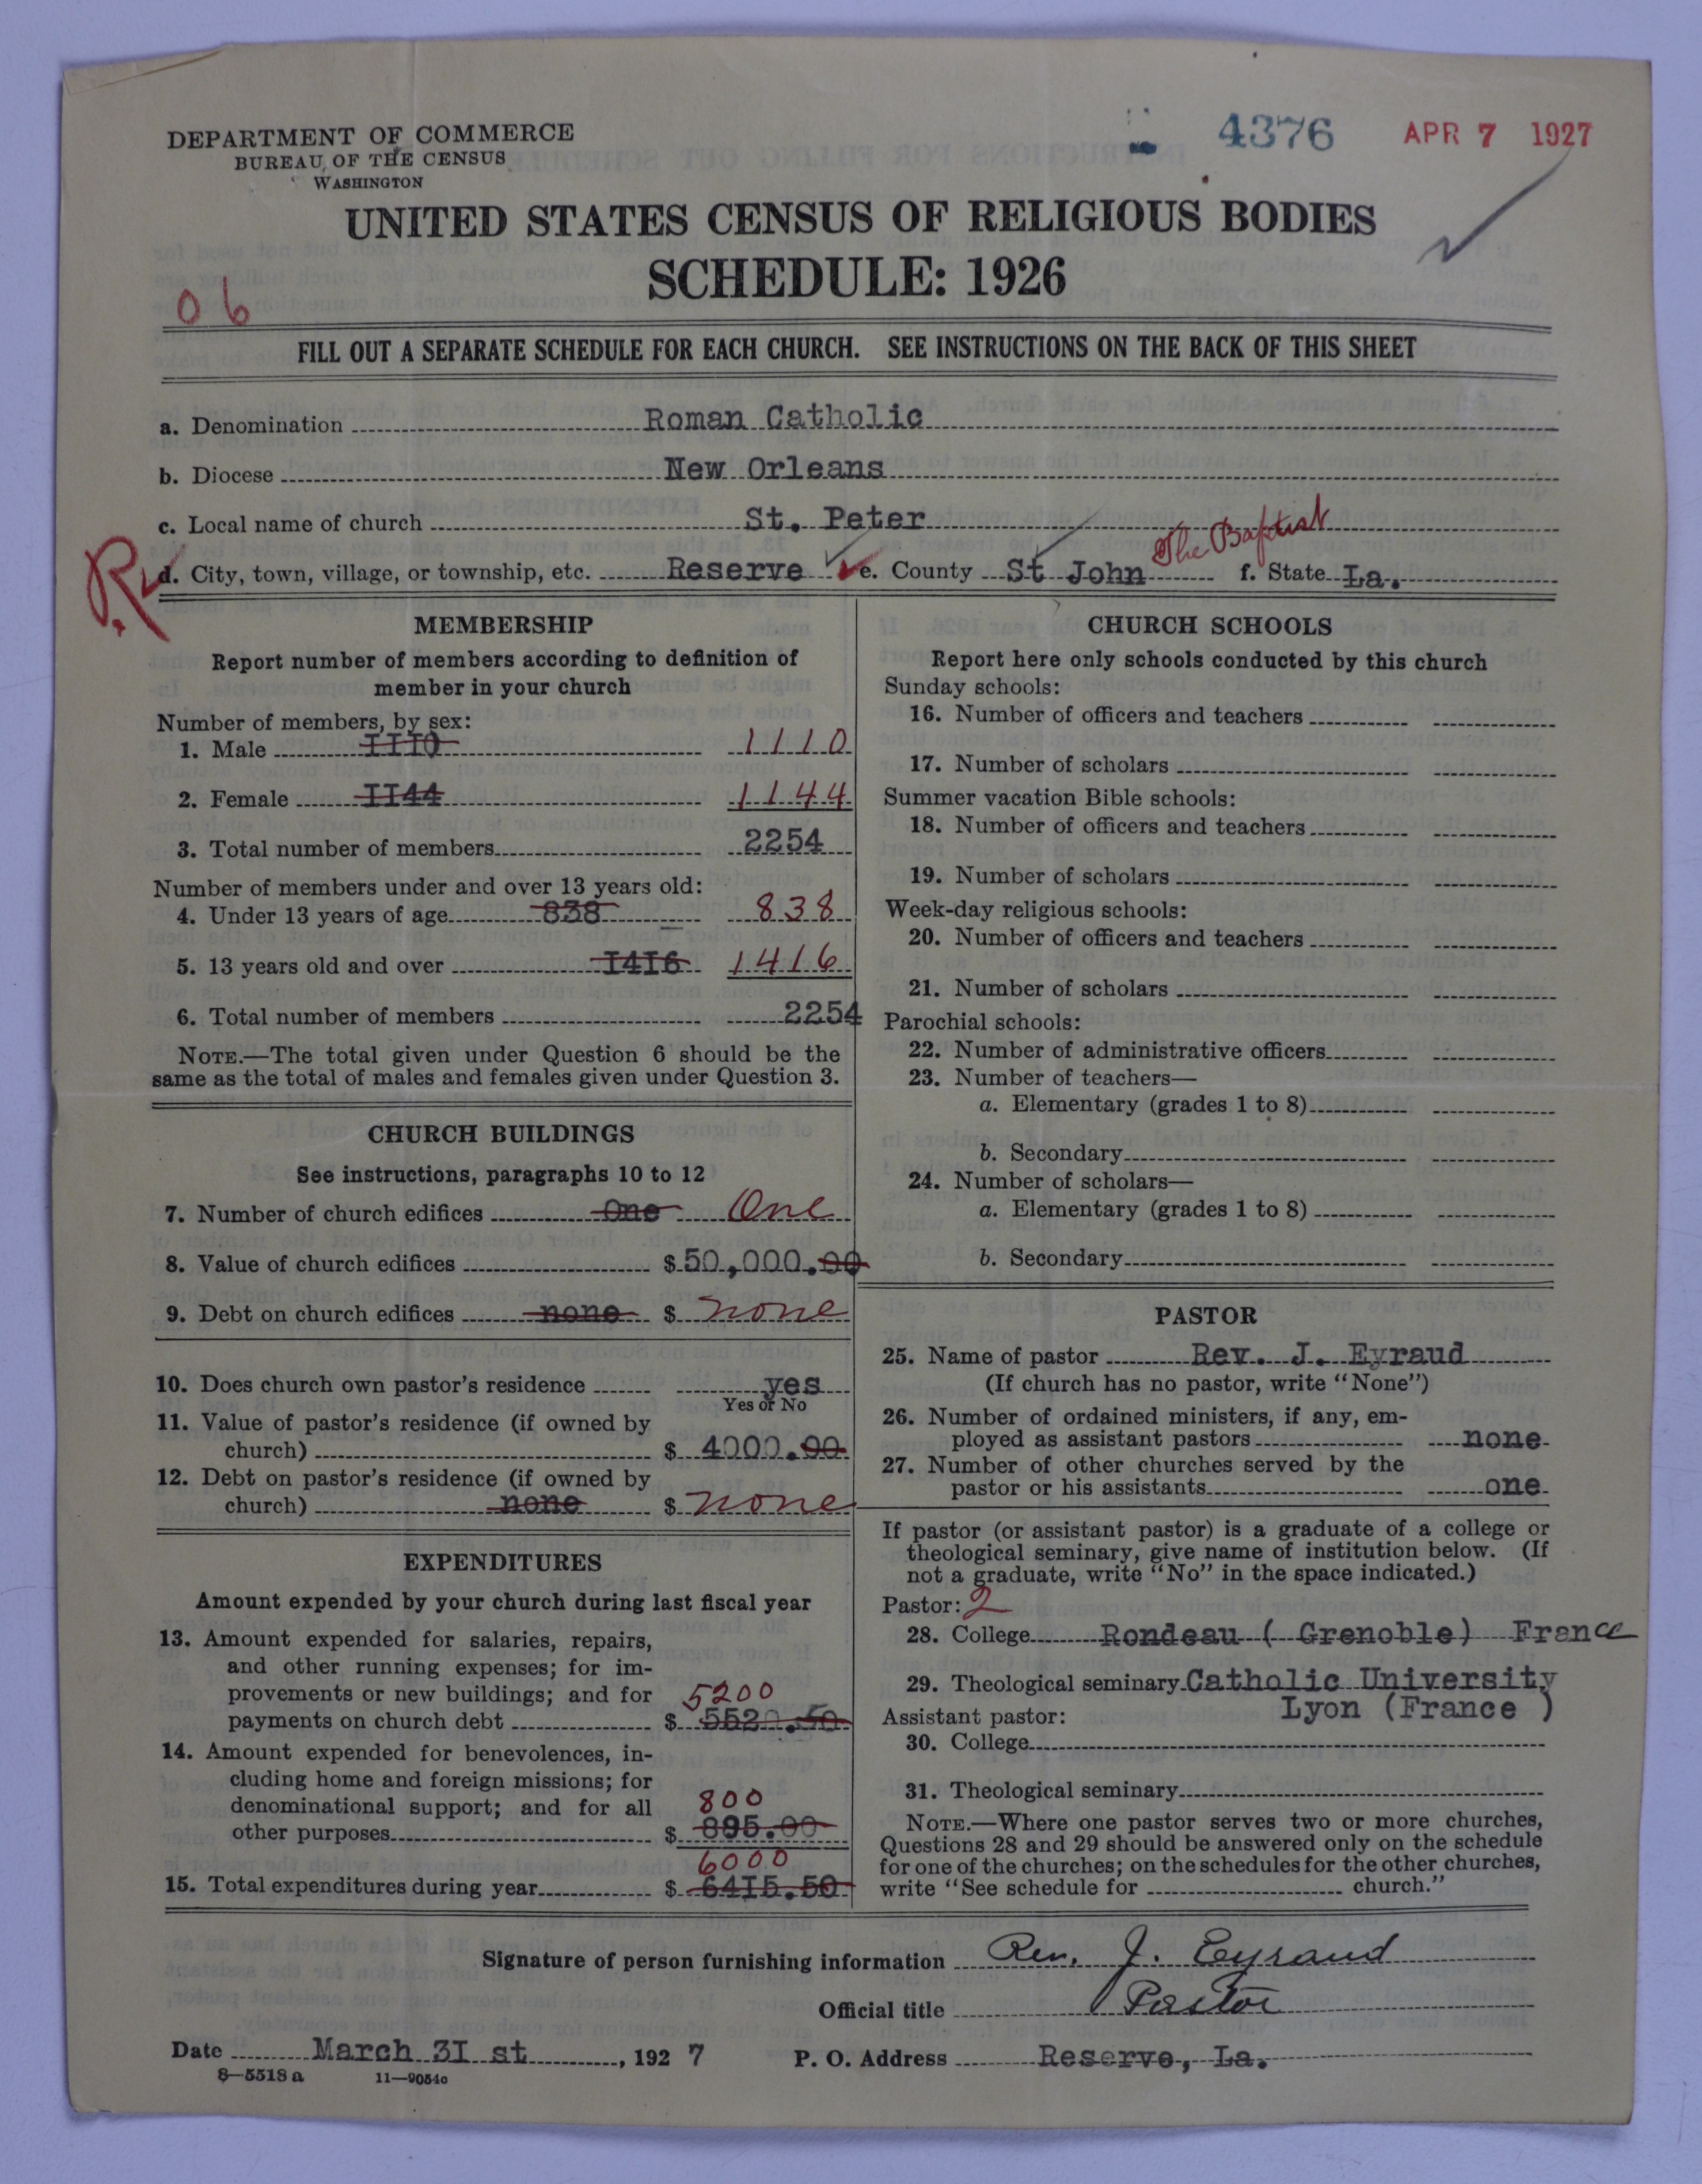 4376 APR 7 1927
DEPARTMENT OF COMMERCE
BUREAU OF THE CENSUS
WASHINGTON
UNITED STATES CENSUS OF RELIGIOUS BODIES
SCHEDULE: 1926
06
FILL OUT A SEPARATE SCHEDULE FOR EACH CHURCH. SEE INSTRUCTIONS ON THE BACK OF THIS SHEET
a. Denomination Roman Catholic
b. Diocese New Orleans
c. Local name of church St. Peter
d. City, town, village, or township, etc. Reserve e. County St John The Baptist f. State La.
MEMBERSHIP
Report number of members according to definition of
member in your church
Number of members, by sex:
1. Male IIIO 1110
2. Female II44 1144
3. Total number of members 2254
Number of members under and over 13 years old:
4. Under 13 years of age 838 838
5. 13 years old and over I4I6 1416
6. Total number of members 2254
NOTE.—The total given under Question 6 should be the
same as the total of males and females given under Question 3.
CHURCH BUILDINGS
See instructions, paragraphs 10 to 12
7. Number of church edifices One One
8. Value of church edifices $ 50,000.00
9. Debt on church edifices none $ none
10. Does church own pastor's residence yes
Yes or No
11. Value of pastor's residence (if owned by
church) $ 4000.00
12. Debt on pastor's residence (if owned by
church) none $ none
EXPENDITURES
Amount expended by your church during last fiscal year
13. Amount expended for salaries, repairs,
and other running expenses; for im-
provements or new buildings; and for 5200
payments on church debt $ 5520.50
14. Amount expended for benevolences, in-
cluding home and foreign missions; for
denominational support; and for all 800
other purposes $ 895.00
6000
15. Total expenditures during year $ 64I5.50
CHURCH SCHOOLS
Report here only schools conducted by this church
Sunday schools:
16. Number of officers and teachers
17. Number of scholars
Summer vacation Bible schools:
18. Number of officers and teachers
19. Number of scholars
Week-day religious schools:
20. Number of officers and teachers
21. Number of scholars
Parochial schools:
22. Number of administrative officers
23. Number of teachers—
a. Elementary (grades 1 to 8)
b. Secondary
24. Number of scholars—
a. Elementary (grades 1 to 8)
b. Secondary
PASTOR
25. Name of pastor Rev. J. Eyraud
(If church has no pastor, write "None")
26. Number of ordained ministers, if any, em-
ployed as assistant pastors none
27. Number of other churches served by the
pastor or his assistants one
If pastor (or assistant pastor) is a graduate of a college or
theological seminary, give name of institution below. (If
not a graduate, write "No" in the space indicated.)
Pastor: 2
28. College Rondeau ( Grenoble) France
29. Theological seminary Catholic University
Assistant pastor: Lyon (France )
30. College
31. Theological seminary
NOTE.—Where one pastor serves two or more churches,
Questions 28 and 29 should be answered only on the schedule
for one of the churches; on the schedules for the other churches,
write "See schedule for church."
Signature of person furnishing information Rev. J. Eyraud
Official title Pastor
Date March 3I st, 1927 P. O. Address Reserve, La.
8—5518 a 11—9054c